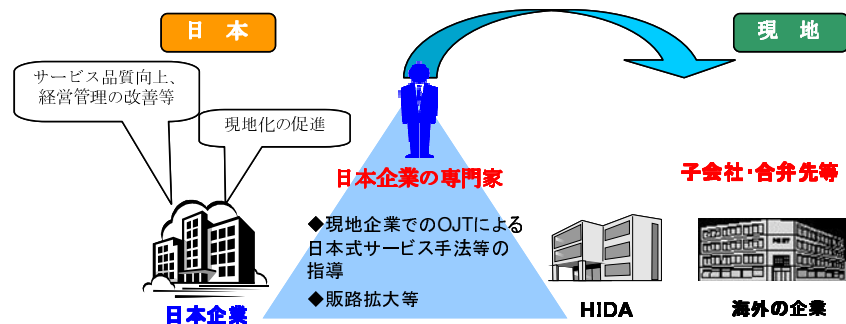 日　本
現　地
サービス品質向上、
経営管理の改善等
現地化の促進
日本企業の専門家
子会社・合弁先等
◆現地企業でのOJTによる
日本式サービス手法等の
指導
◆販路拡大等
日本企業
HIDA
海外の企業